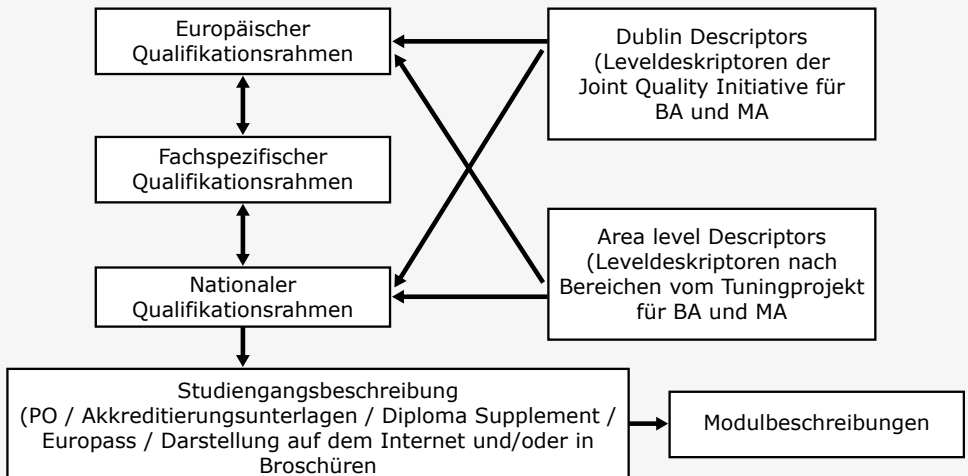 Europäischer
Qualifikationsrahmen
Dublin Descriptors
(Leveldeskriptoren der
Joint Quality Initiative für
BA und MA
Fachspezifischer
Qualifikationsrahmen
Area level Descriptors
(Leveldeskriptoren nach
Bereichen vom Tuningprojekt
für BA und MA
Nationaler
Qualifikationsrahmen
Studiengangsbeschreibung
(PO / Akkreditierungsunterlagen / Diploma Supplement /
Europass / Darstellung auf dem Internet und/oder in
Broschüren
Modulbeschreibungen